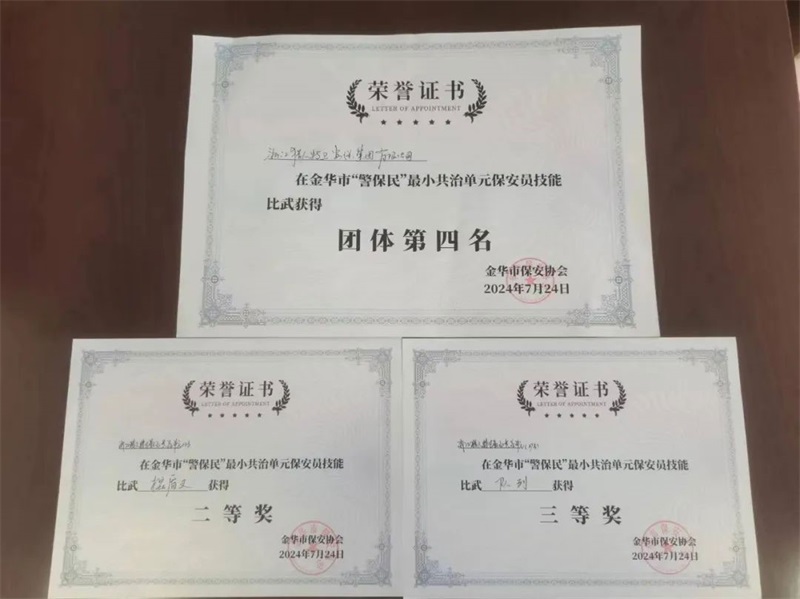 荣誉证书
LETTER OF APPOINTMENT
在金华市“警保民”最小共治单元保安员技能
比武获得
团体第四名
金华市保安协会
2024年7月24日
荣誉证书
LETTER OF APPOINTMENT
在金华市“警保民”最小共治单元保安员技能
比武 获得
二等奖
金华市保安协会
2024年7月24日
荣誉证书
LETTER OF APPOINTMENT
在金华市“警保民”最小共治单元保安员技能
比武 队列 获得
三等奖
金华市保安协会
2024年7月24日